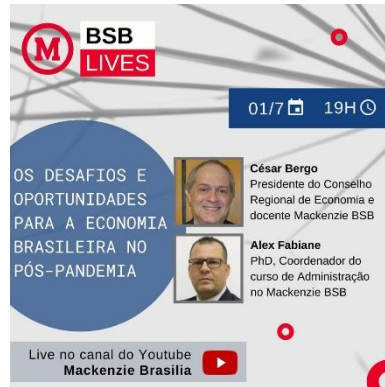 M
BSB
LIVES
01/7
19H
OS DESAFIOS E
OPORTUNIDADES
PARA A ECONOMIA
BRASILEIRA NO
PÓS-PANDEMIA
César Bergo
Presidente do Conselho
Regional de Economia e
docente Mackenzie BSB
Alex Fabiane
PhD, Coordenador do
curso de Administração
no Mackenzie BSB
Live no canal do Youtube
Mackenzie Brasilia